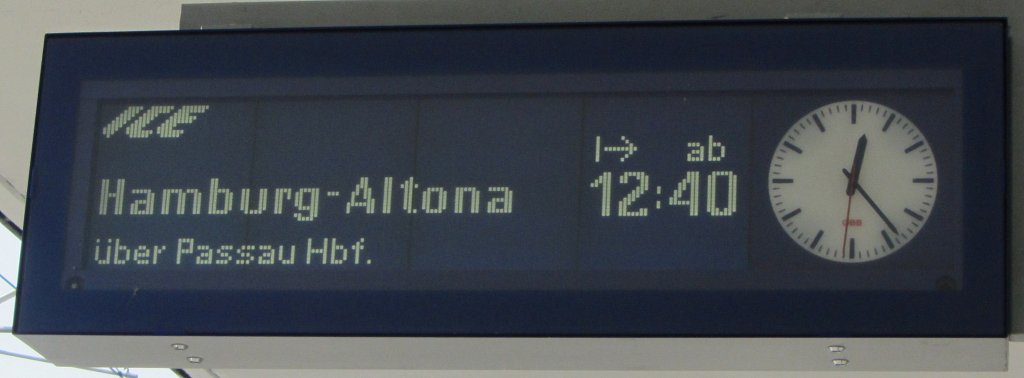 ICE
ab
Hamburg-Altona 12:40
über Passau Hbf.
ÖBB